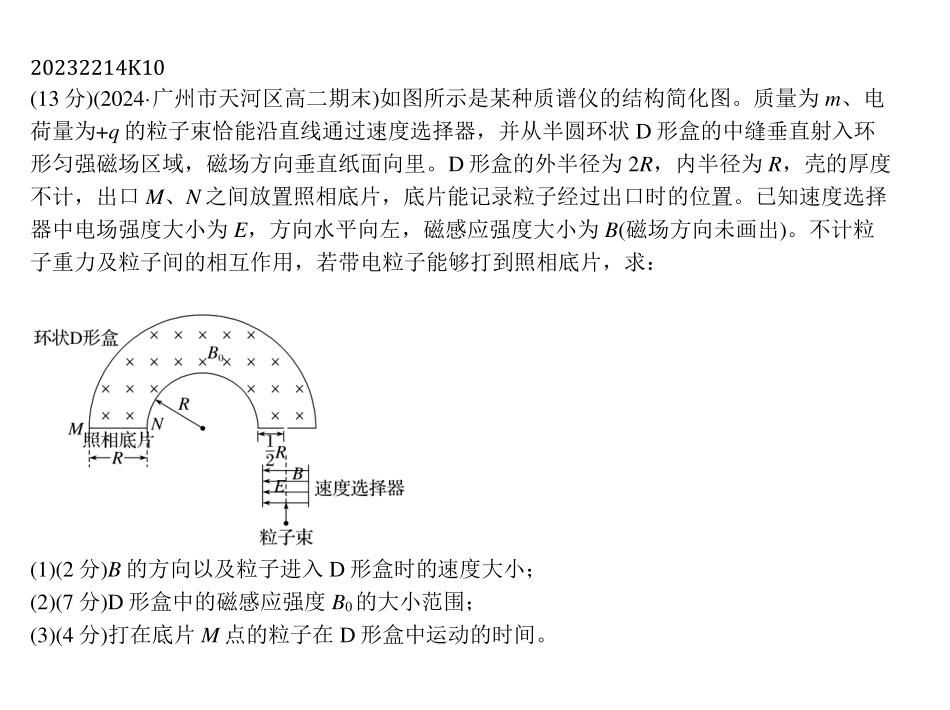 20232214K10
(13分)(2024·广州市天河区高二期末)如图所示是某种质谱仪的结构简化图。质量为 m、电
荷量为+q 的粒子束恰能沿直线通过速度选择器，并从半圆环状 D 形盒的中缝垂直射入环
形匀强磁场区域，磁场方向垂直纸面向里。D 形盒的外半径为 2R，内半径为 R，壳的厚度
不计，出口 M、N 之间放置照相底片，底片能记录粒子经过出口时的位置。已知速度选择
器中电场强度大小为 E，方向水平向左，磁感应强度大小为 B(磁场方向未画出)。不计粒
子重力及粒子间的相互作用，若带电粒子能够打到照相底片，求：
环状D形盒
B₀
R
M
N
照相底片
R
1/2 R
B
E
速度选择器
粒子束
(1)(2 分)B 的方向以及粒子进入 D 形盒时的速度大小；
(2)(7 分)D 形盒中的磁感应强度 B₀的大小范围；
(3)(4 分)打在底片 M 点的粒子在 D 形盒中运动的时间。